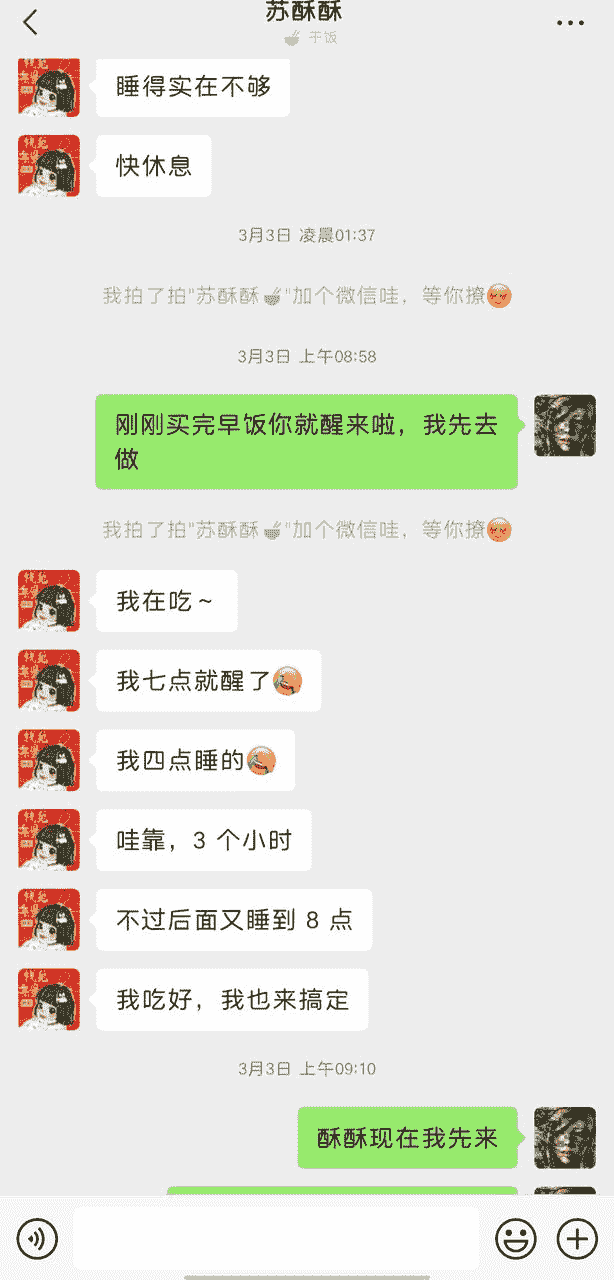 苏酥酥
干饭
睡得实在不够
快休息
3月3日 凌晨01:37
我拍了拍"苏酥酥🥣"加个微信哇，等你撩😌
3月3日 上午08:58
刚刚买完早饭你就醒来啦，我先去
做
我拍了拍"苏酥酥🥣"加个微信哇，等你撩😌
我在吃～
我七点就醒了
我四点睡的
哇靠，3 个小时
不过后面又睡到 8 点
我吃好，我也来搞定
3月3日 上午09:10
酥酥现在我先来